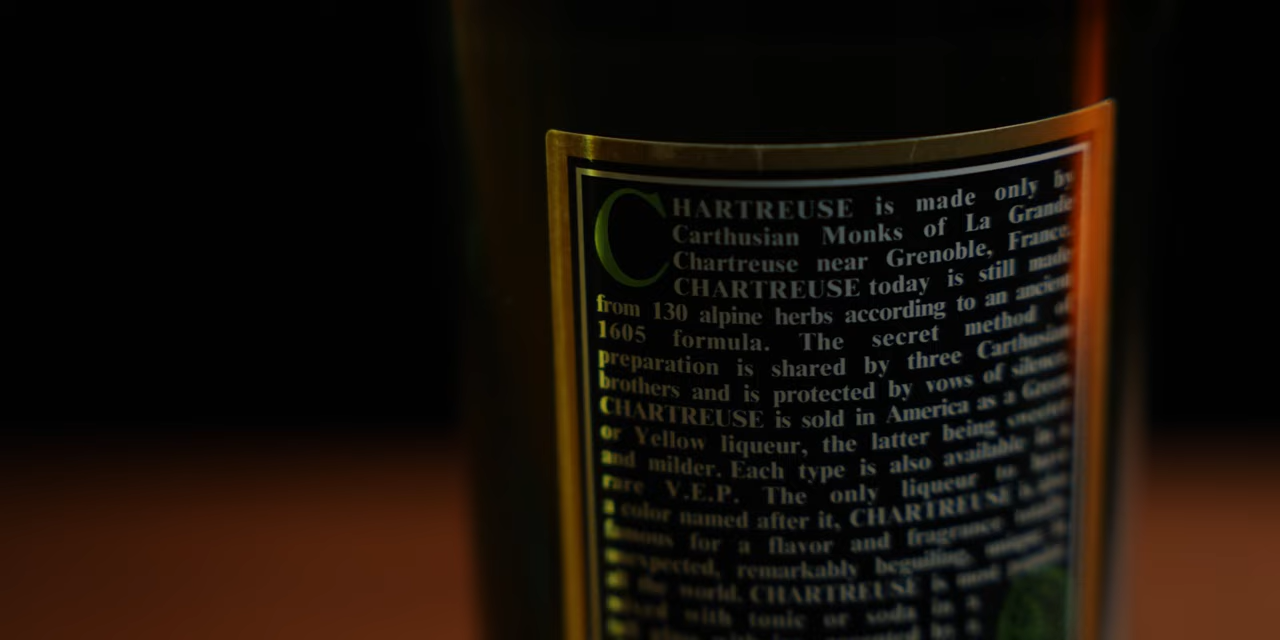 CHARTREUSE is made only by
Carthusian Monks of La Grande
Chartreuse near Grenoble, France.
CHARTREUSE today is still made
from 130 alpine herbs according to an ancient
1605 formula. The secret method of
preparation is shared by three Carthusian
brothers and is protected by vows of silence.
CHARTREUSE is sold in America as a Green
or Yellow liqueur, the latter being sweeter
and milder. Each type is also available in a
rare V.E.P. The only liqueur to have
a color named after it, CHARTREUSE is also
famous for a flavor and fragrance totally
unexpected, remarkably beguiling, unique in
all the world. CHARTREUSE is most popular
mixed with tonic or soda in a